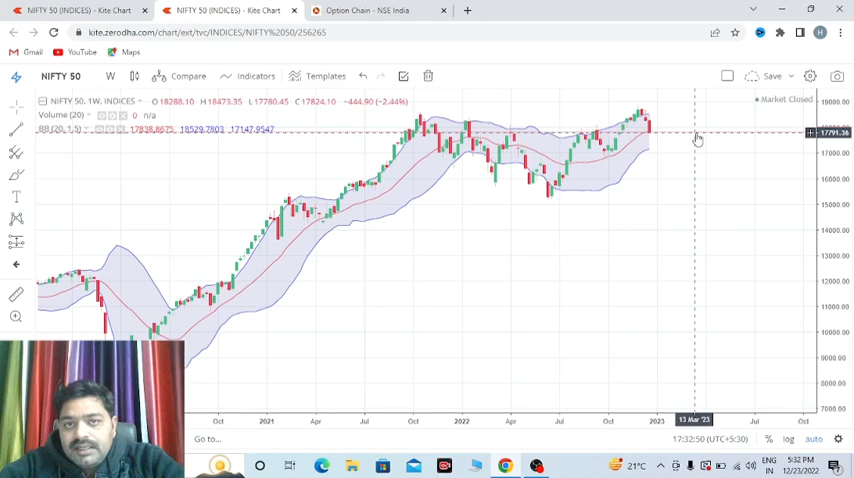 NIFTY 50 (INDICES) - Kite Chart
NIFTY 50 (INDICES) - Kite Chart
Option Chain - NSE India
kite.zerodha.com/chart/ext/tvc/INDICES/NIFTY%2050/256265
H
Gmail
YouTube
Maps
NIFTY 50
W
Compare
Indicators
Templates
Save
NIFTY 50, 1W, INDICES
O18288.10 H18473.35 L17780.45 C17824.10 -444.90 (-2.44%)
Market Closed
Volume (20)
0 n/a
BB (20, 1.5)
17838.8675 18529.7803 17147.9547
19000.00
17791.36
17000.00
16000.00
15000.00
14000.00
13000.00
12000.00
11000.00
10000.00
9000.00
8000.00
7000.00
Oct
2021
Apr
Jul
Oct
2022
Apr
Jul
Oct
2023
13 Mar '23
Jul
Oct
Go to...
17:32:50 (UTC+5:30)
%
log
auto
21°C
ENG
IN
5:32 PM
12/23/2022